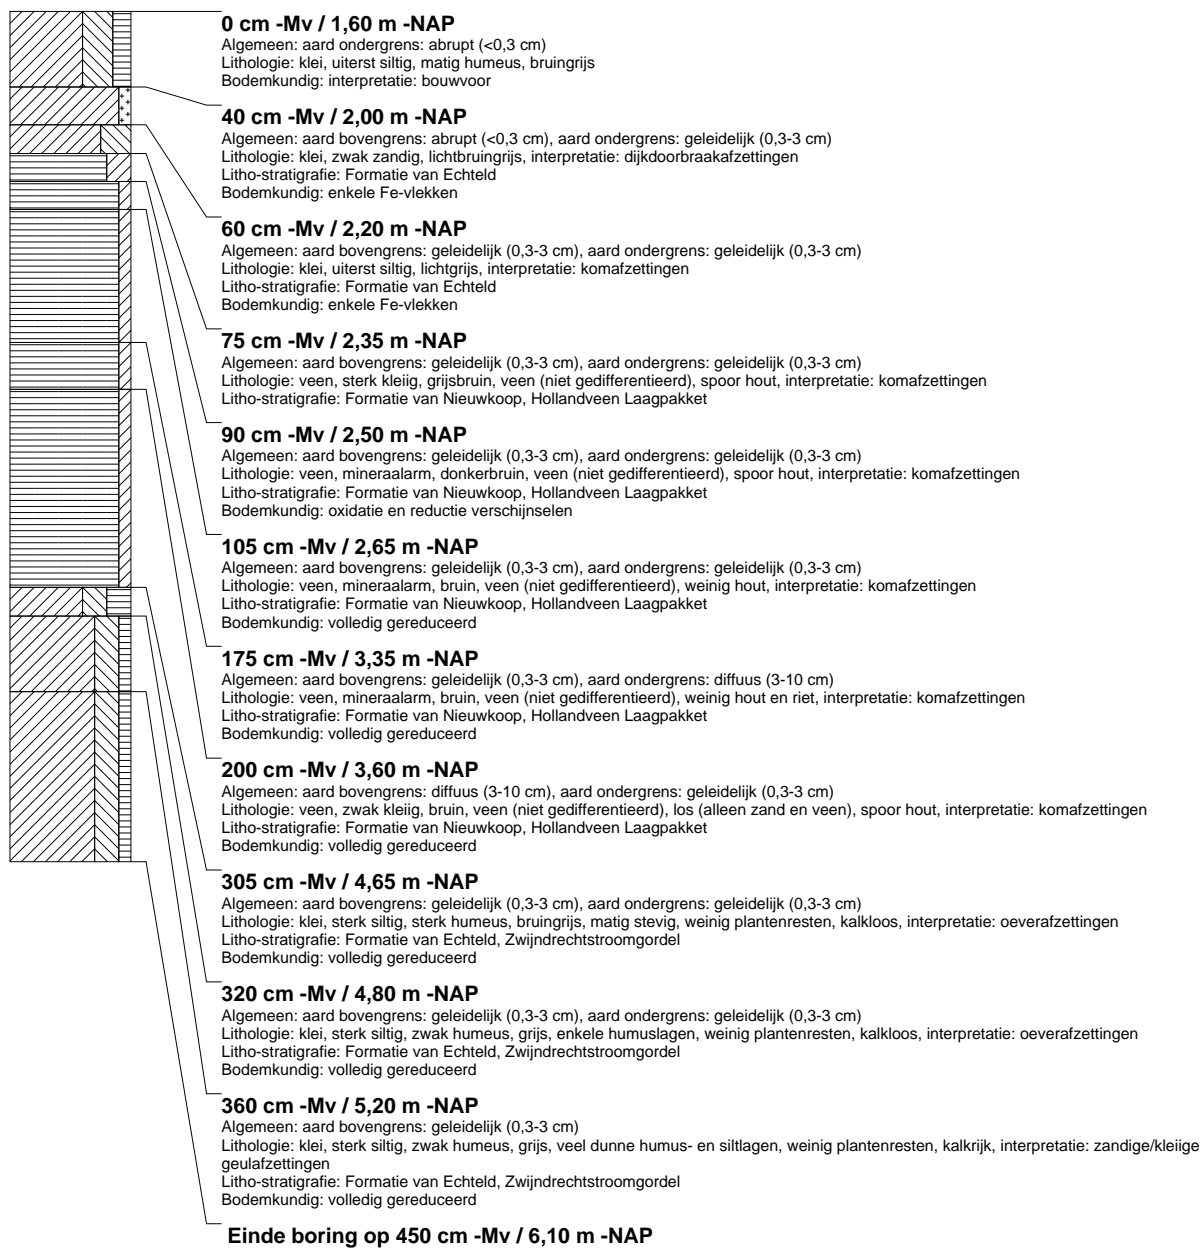 0 cm -Mv / 1,60 m -NAP
Algemeen: aard ondergrens: abrupt (<0,3 cm)
Lithologie: klei, uiterst siltig, matig humeus, bruingrijs
Bodemkundig: interpretatie: bouwvoor
40 cm -Mv / 2,00 m -NAP
Algemeen: aard bovengrens: abrupt (<0,3 cm), aard ondergrens: geleidelijk (0,3-3 cm)
Lithologie: klei, zwak zandig, lichtbruingrijs, interpretatie: dijkdoorbraakafzettingen
Litho-stratigrafie: Formatie van Echteld
Bodemkundig: enkele Fe-vlekken
60 cm -Mv / 2,20 m -NAP
Algemeen: aard bovengrens: geleidelijk (0,3-3 cm), aard ondergrens: geleidelijk (0,3-3 cm)
Lithologie: klei, uiterst siltig, lichtgrijs, interpretatie: komafzettingen
Litho-stratigrafie: Formatie van Echteld
Bodemkundig: enkele Fe-vlekken
75 cm -Mv / 2,35 m -NAP
Algemeen: aard bovengrens: geleidelijk (0,3-3 cm), aard ondergrens: geleidelijk (0,3-3 cm)
Lithologie: veen, sterk kleiig, grijsbruin, veen (niet gedifferentieerd), spoor hout, interpretatie: komafzettingen
Litho-stratigrafie: Formatie van Nieuwkoop, Hollandveen Laagpakket
90 cm -Mv / 2,50 m -NAP
Algemeen: aard bovengrens: geleidelijk (0,3-3 cm), aard ondergrens: geleidelijk (0,3-3 cm)
Lithologie: veen, mineraalarm, donkerbruin, veen (niet gedifferentieerd), spoor hout, interpretatie: komafzettingen
Litho-stratigrafie: Formatie van Nieuwkoop, Hollandveen Laagpakket
Bodemkundig: oxidatie en reductie verschijnselen
105 cm -Mv / 2,65 m -NAP
Algemeen: aard bovengrens: geleidelijk (0,3-3 cm), aard ondergrens: geleidelijk (0,3-3 cm)
Lithologie: veen, mineraalarm, bruin, veen (niet gedifferentieerd), weinig hout, interpretatie: komafzettingen
Litho-stratigrafie: Formatie van Nieuwkoop, Hollandveen Laagpakket
Bodemkundig: volledig gereduceerd
175 cm -Mv / 3,35 m -NAP
Algemeen: aard bovengrens: geleidelijk (0,3-3 cm), aard ondergrens: diffuus (3-10 cm)
Lithologie: veen, mineraalarm, bruin, veen (niet gedifferentieerd), weinig hout en riet, interpretatie: komafzettingen
Litho-stratigrafie: Formatie van Nieuwkoop, Hollandveen Laagpakket
Bodemkundig: volledig gereduceerd
200 cm -Mv / 3,60 m -NAP
Algemeen: aard bovengrens: diffuus (3-10 cm), aard ondergrens: geleidelijk (0,3-3 cm)
Lithologie: veen, zwak kleiig, bruin, veen (niet gedifferentieerd), los (alleen zand en veen), spoor hout, interpretatie: komafzettingen
Litho-stratigrafie: Formatie van Nieuwkoop, Hollandveen Laagpakket
Bodemkundig: volledig gereduceerd
305 cm -Mv / 4,65 m -NAP
Algemeen: aard bovengrens: geleidelijk (0,3-3 cm), aard ondergrens: geleidelijk (0,3-3 cm)
Lithologie: klei, sterk siltig, sterk humeus, bruingrijs, matig stevig, weinig plantenresten, kalkloos, interpretatie: oeverafzettingen
Litho-stratigrafie: Formatie van Echteld, Zwijndrechtstroomgordel
Bodemkundig: volledig gereduceerd
320 cm -Mv / 4,80 m -NAP
Algemeen: aard bovengrens: geleidelijk (0,3-3 cm), aard ondergrens: geleidelijk (0,3-3 cm)
Lithologie: klei, sterk siltig, zwak humeus, grijs, enkele humuslagen, weinig plantenresten, kalkloos, interpretatie: oeverafzettingen
Litho-stratigrafie: Formatie van Echteld, Zwijndrechtstroomgordel
Bodemkundig: volledig gereduceerd
360 cm -Mv / 5,20 m -NAP
Algemeen: aard bovengrens: geleidelijk (0,3-3 cm)
Lithologie: klei, sterk siltig, zwak humeus, grijs, veel dunne humus- en siltlagen, weinig plantenresten, kalkrijk, interpretatie: zandige/kleiige
geulafzettingen
Litho-stratigrafie: Formatie van Echteld, Zwijndrechtstroomgordel
Bodemkundig: volledig gereduceerd
Einde boring op 450 cm -Mv / 6,10 m -NAP